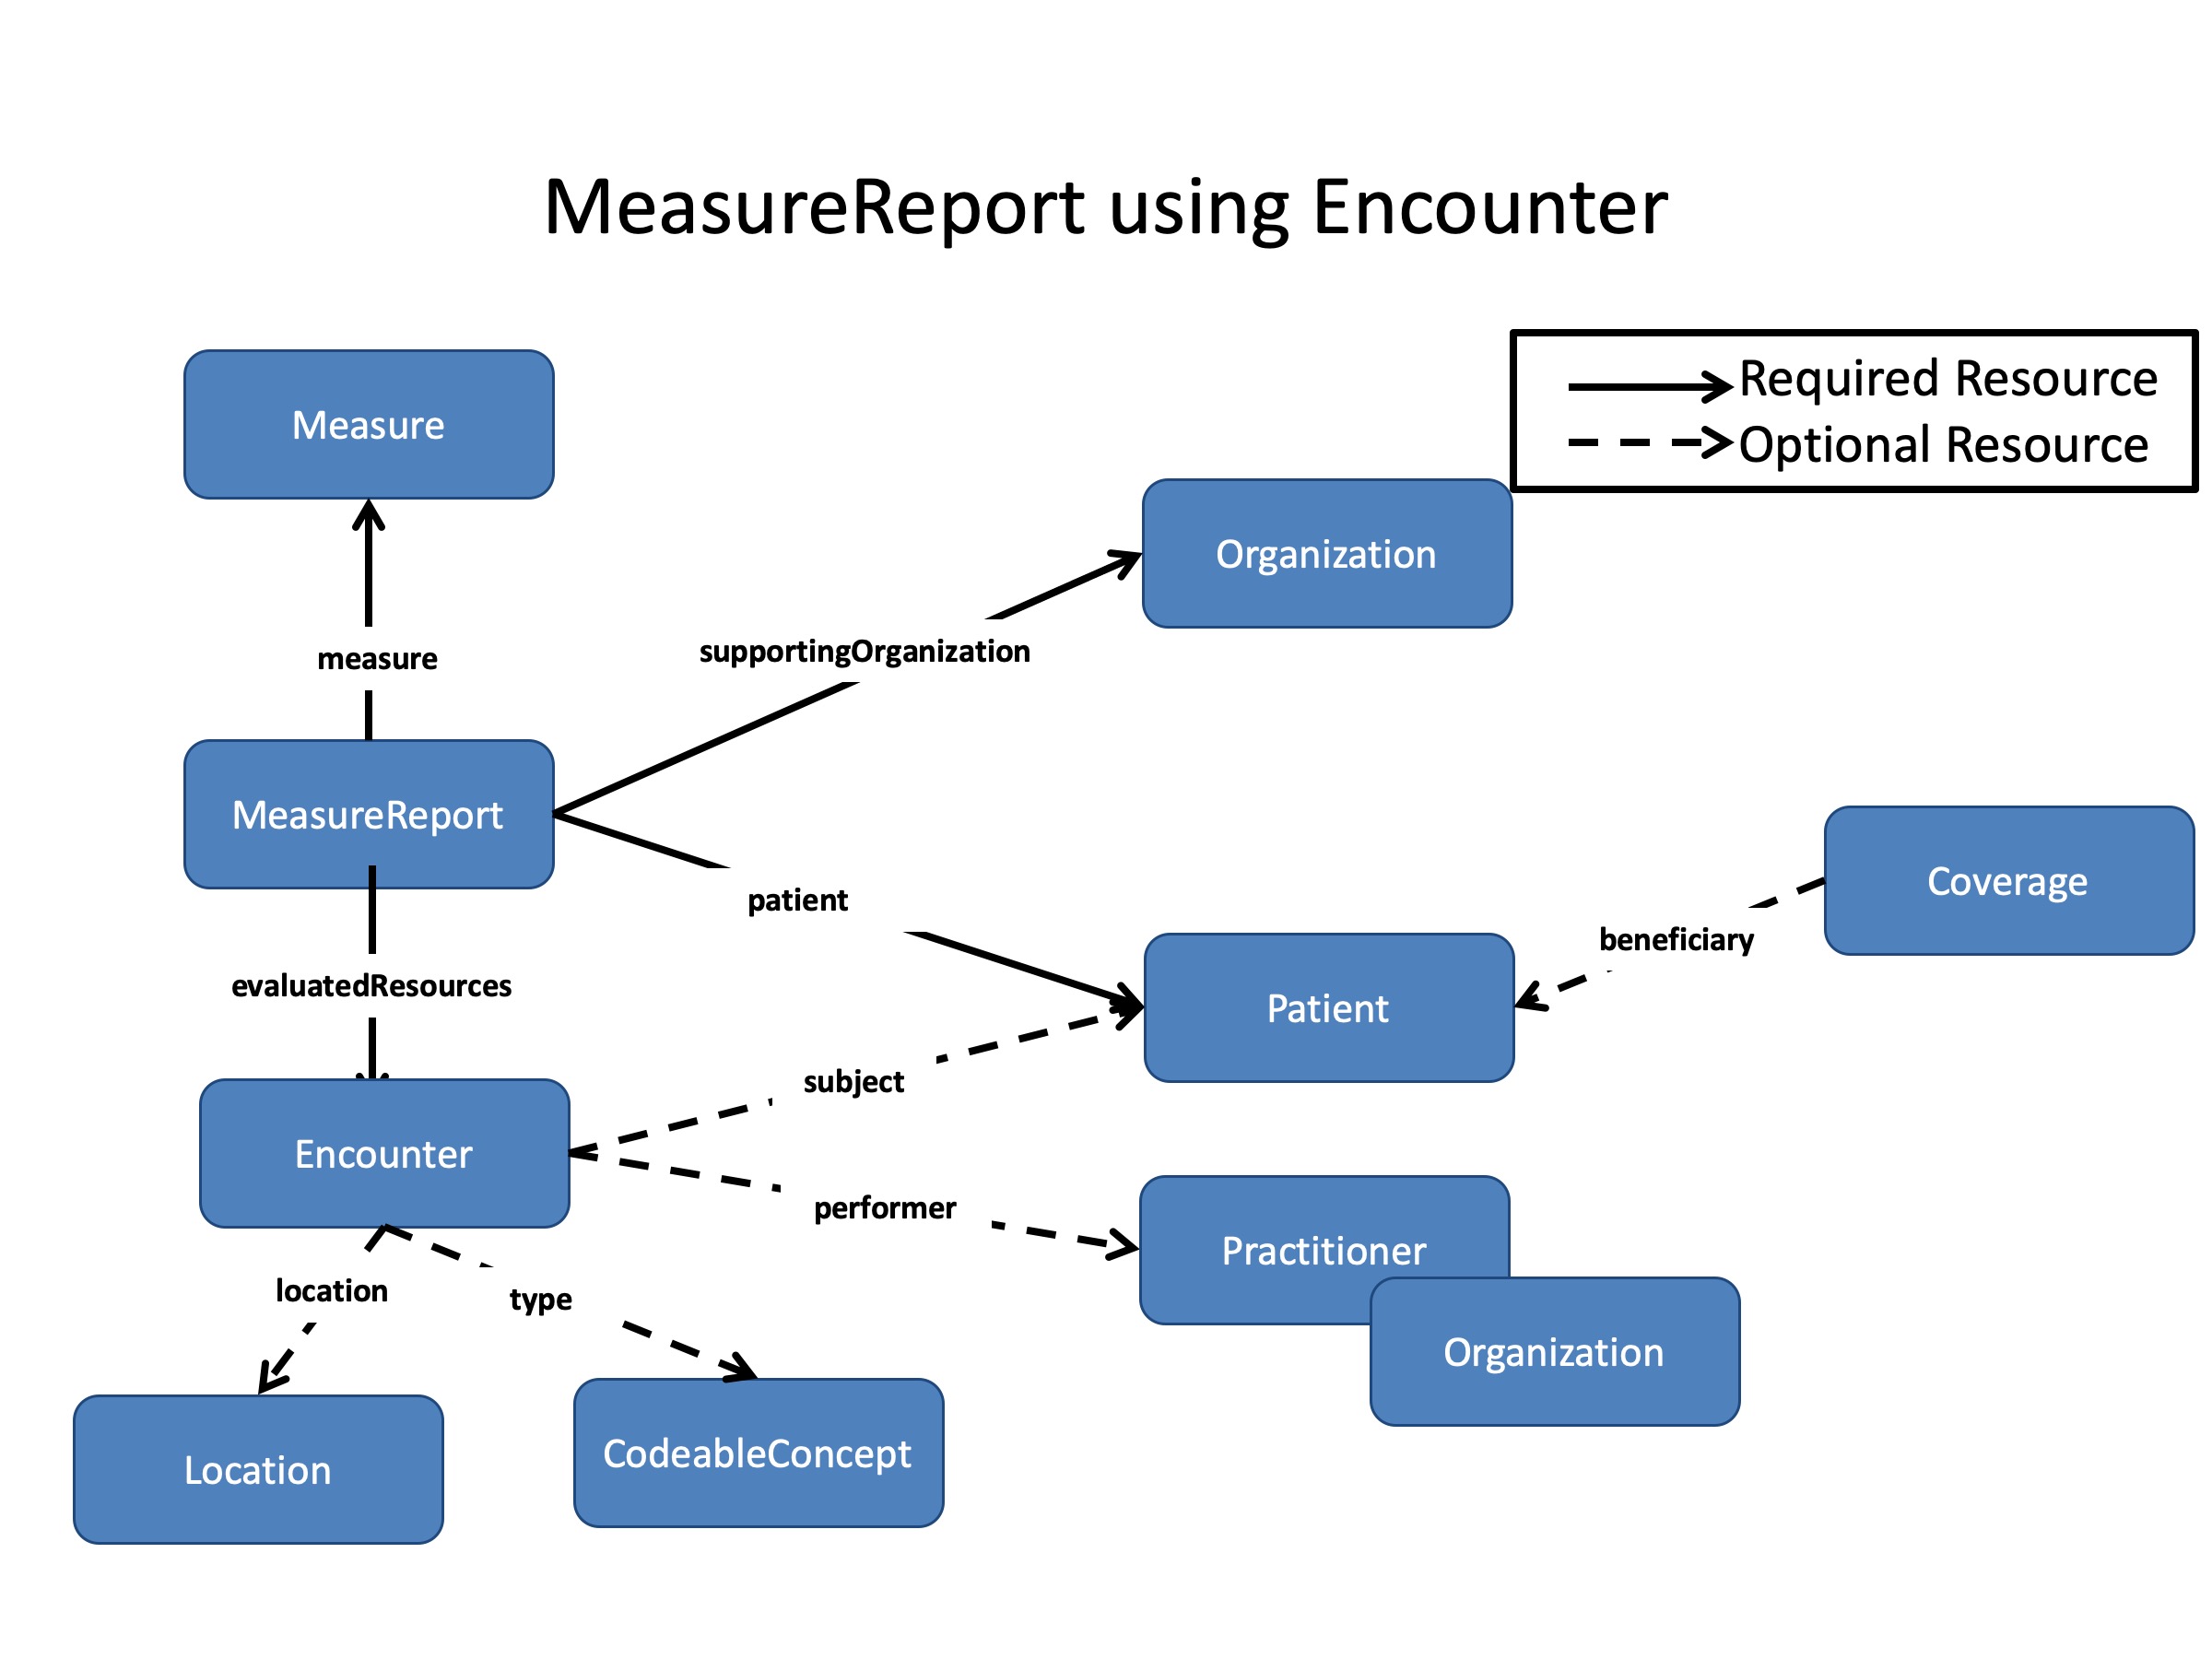 MeasureReport using Encounter
Required Resource
Optional Resource
Measure
Organization
measure
supportingOrganization
MeasureReport
patient
Coverage
beneficiary
evaluatedResources
Patient
subject
Encounter
performer
Practitioner
location
type
Organization
Location
CodeableConcept